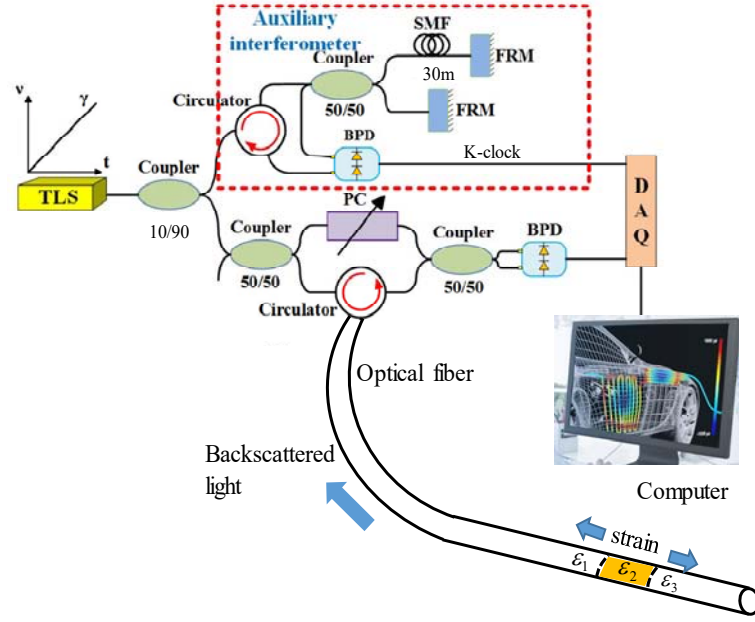 Auxiliary
interferometer
SMF
30m
FRM
Coupler
50/50
FRM
Circulator
BPD
K-clock
ν
γ
t
TLS
Coupler
10/90
D
A
Q
PC
Coupler
50/50
Coupler
50/50
BPD
Circulator
Optical fiber
Backscattered
light
Computer
strain
ε1
ε2
ε3